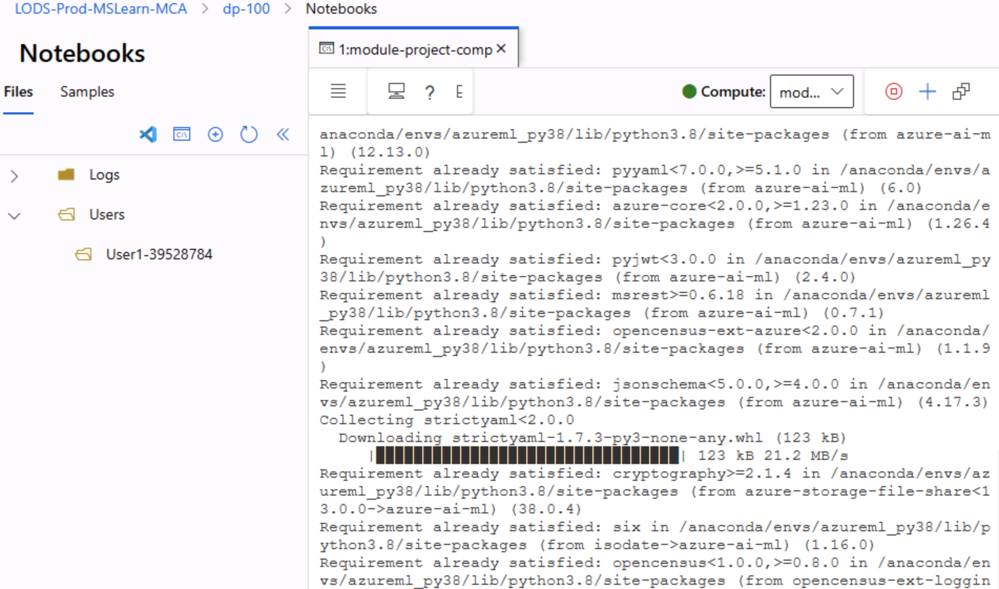 LODS-Prod-MSLearn-MCA > dp-100 > Notebooks
Notebooks
Files Samples
Logs
Users
User1-39528784
1:module-project-comp
Compute: mod...
anaconda/envs/azureml_py38/lib/python3.8/site-packages (from azure-ai-m
l) (12.13.0)
Requirement already satisfied: pyyaml<7.0.0,>=5.1.0 in /anaconda/envs/a
zureml_py38/lib/python3.8/site-packages (from azure-ai-ml) (6.0)
Requirement already satisfied: azure-core<2.0.0,>=1.23.0 in /anaconda/e
nvs/azureml_py38/lib/python3.8/site-packages (from azure-ai-ml) (1.26.4
)
Requirement already satisfied: pyjwt<3.0.0 in /anaconda/envs/azureml_py
38/lib/python3.8/site-packages (from azure-ai-ml) (2.4.0)
Requirement already satisfied: msrest>=0.6.18 in /anaconda/envs/azureml
_py38/lib/python3.8/site-packages (from azure-ai-ml) (0.7.1)
Requirement already satisfied: opencensus-ext-azure<2.0.0 in /anaconda/
envs/azureml_py38/lib/python3.8/site-packages (from azure-ai-ml) (1.1.9
)
Requirement already satisfied: jsonschema<5.0.0,>=4.0.0 in /anaconda/en
vs/azureml_py38/lib/python3.8/site-packages (from azure-ai-ml) (4.17.3)
Collecting strictyaml<2.0.0
Downloading strictyaml-1.7.3-py3-none-any.whl (123 kB)
|████████████████████████████████| 123 kB 21.2 MB/s
Requirement already satisfied: cryptography>=2.1.4 in /anaconda/envs/az
ureml_py38/lib/python3.8/site-packages (from azure-storage-file-share<1
3.0.0->azure-ai-ml) (38.0.4)
Requirement already satisfied: six in /anaconda/envs/azureml_py38/lib/p
ython3.8/site-packages (from isodate->azure-ai-ml) (1.16.0)
Requirement already satisfied: opencensus<1.0.0,>=0.8.0 in /anaconda/en
vs/azureml_py38/lib/python3.8/site-packages (from opencensus-ext-loggin